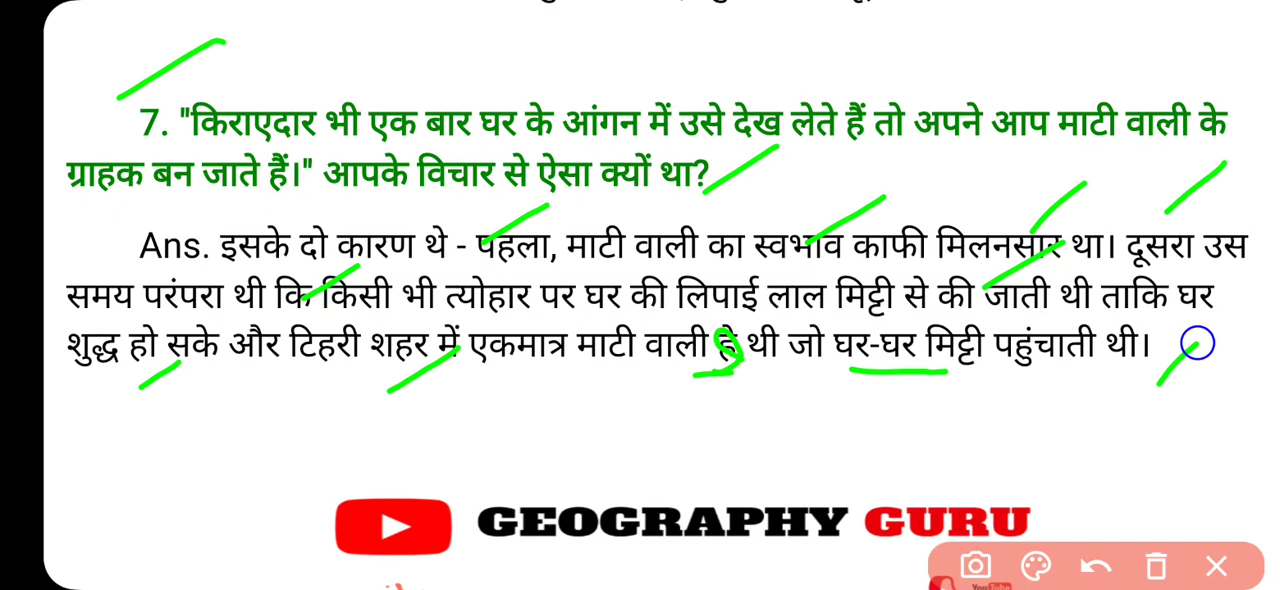 7. "किराएदार भी एक बार घर के आंगन में उसे देख लेते हैं तो अपने आप माटी वाली के
ग्राहक बन जाते हैं।" आपके विचार से ऐसा क्यों था?
Ans. इसके दो कारण थे - पहला, माटी वाली का स्वभाव काफी मिलनसार था। दूसरा उस
समय परंपरा थी कि किसी भी त्योहार पर घर की लिपाई लाल मिट्टी से की जाती थी ताकि घर
शुद्ध हो सके और टिहरी शहर में एकमात्र माटी वाली हे थी जो घर-घर मिट्टी पहुंचाती थी।
GEOGRAPHY GURU
YouTube